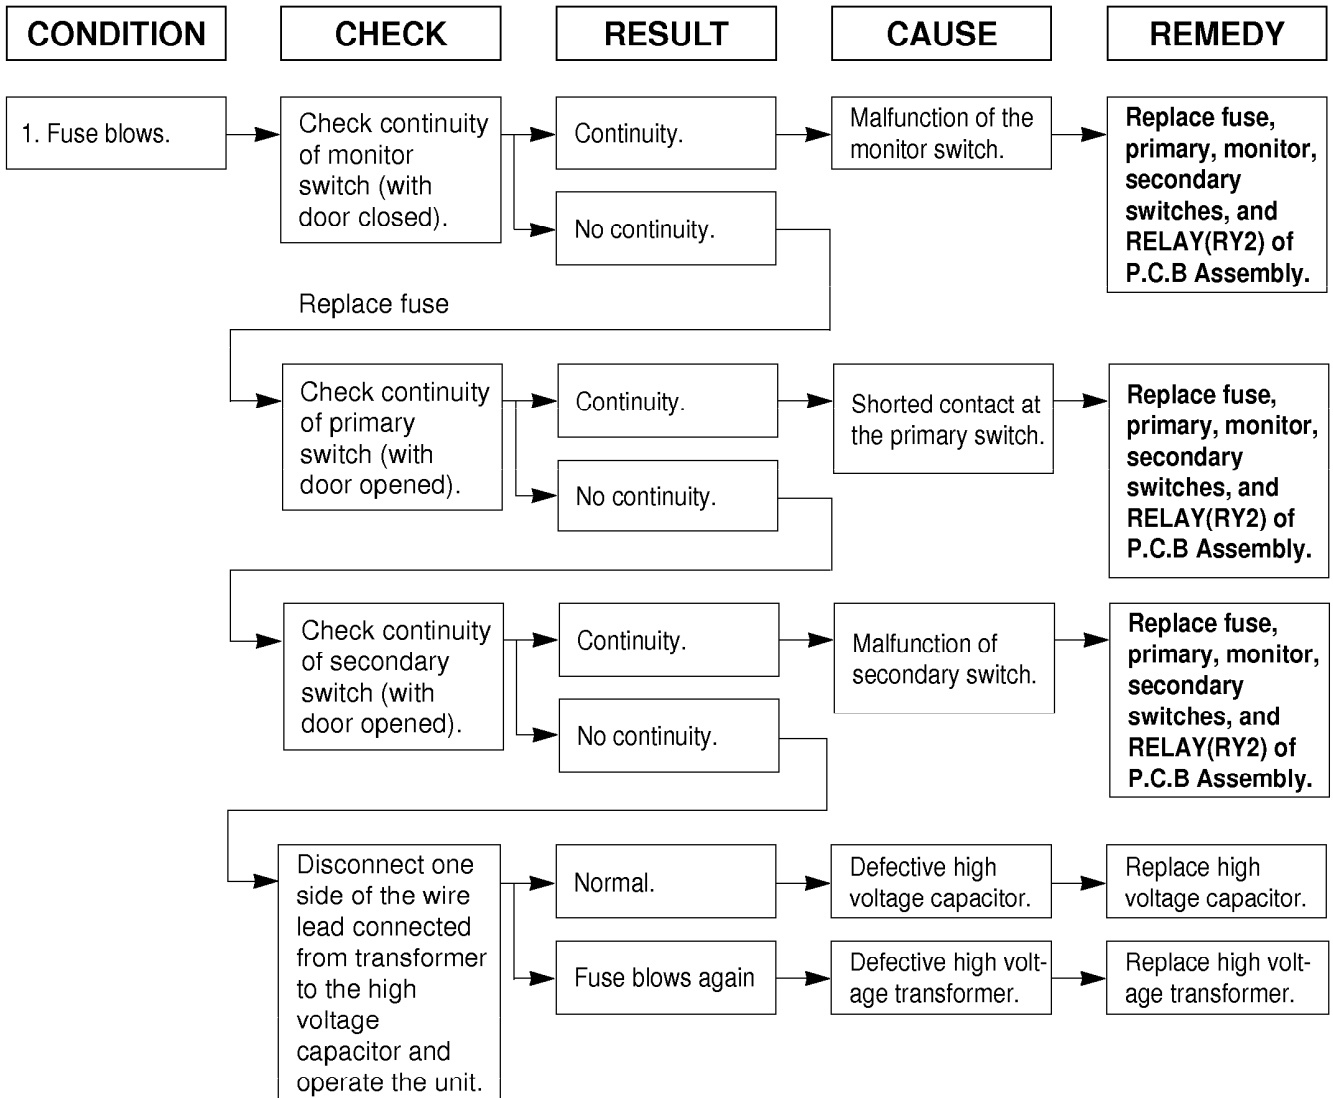 CONDITION
CHECK
RESULT
CAUSE
REMEDY
1. Fuse blows.
Check continuity
of monitor
switch (with
door closed).
Continuity.
Malfunction of the
monitor switch.
Replace fuse,
primary, monitor,
secondary
switches, and
RELAY(RY2) of
P.C.B Assembly.
No continuity.
Replace fuse
Check continuity
of primary
switch (with
door opened).
Continuity.
Shorted contact at
the primary switch.
Replace fuse,
primary, monitor,
secondary
switches, and
RELAY(RY2) of
P.C.B Assembly.
No continuity.
Check continuity
of secondary
switch (with
door opened).
Continuity.
Malfunction of
secondary switch.
Replace fuse,
primary, monitor,
secondary
switches, and
RELAY(RY2) of
P.C.B Assembly.
No continuity.
Disconnect one
side of the wire
lead connected
from transformer
to the high
voltage
capacitor and
operate the unit.
Normal.
Defective high
voltage capacitor.
Replace high
voltage capacitor.
Fuse blows again
Defective high volt-
age transformer.
Replace high volt-
age transformer.